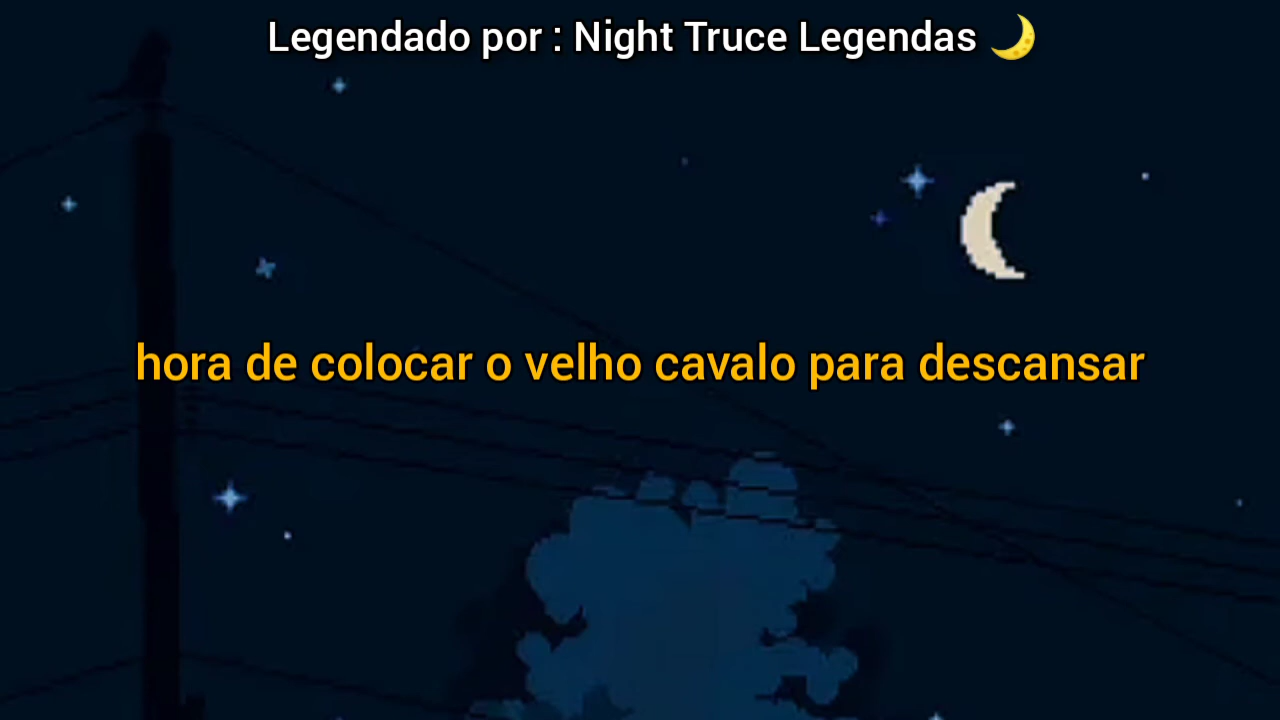 Legendado por : Night Truce Legendas 🌙
hora de colocar o velho cavalo para descansar